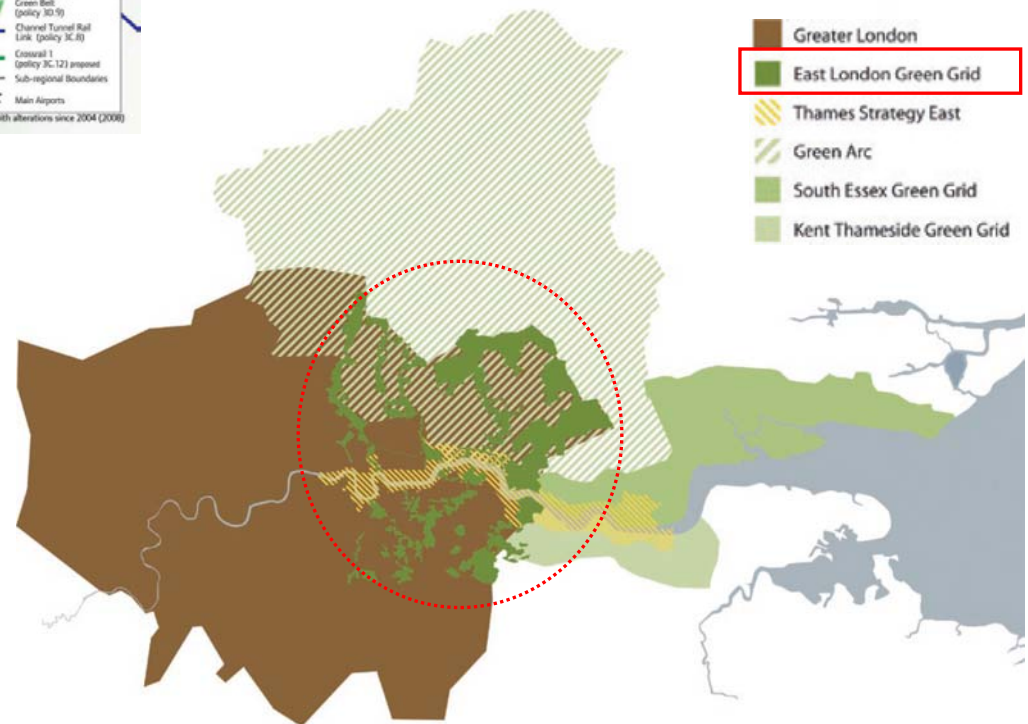 Green Belt
(policy 3D.9)
Channel Tunnel Rail
Link (policy 3C.8)
Crossrail 1
(policy 3C.12) proposed
Sub-regional Boundaries
Main Airports
with alterations since 2004 (2008)
Greater London
East London Green Grid
Thames Strategy East
Green Arc
South Essex Green Grid
Kent Thameside Green Grid